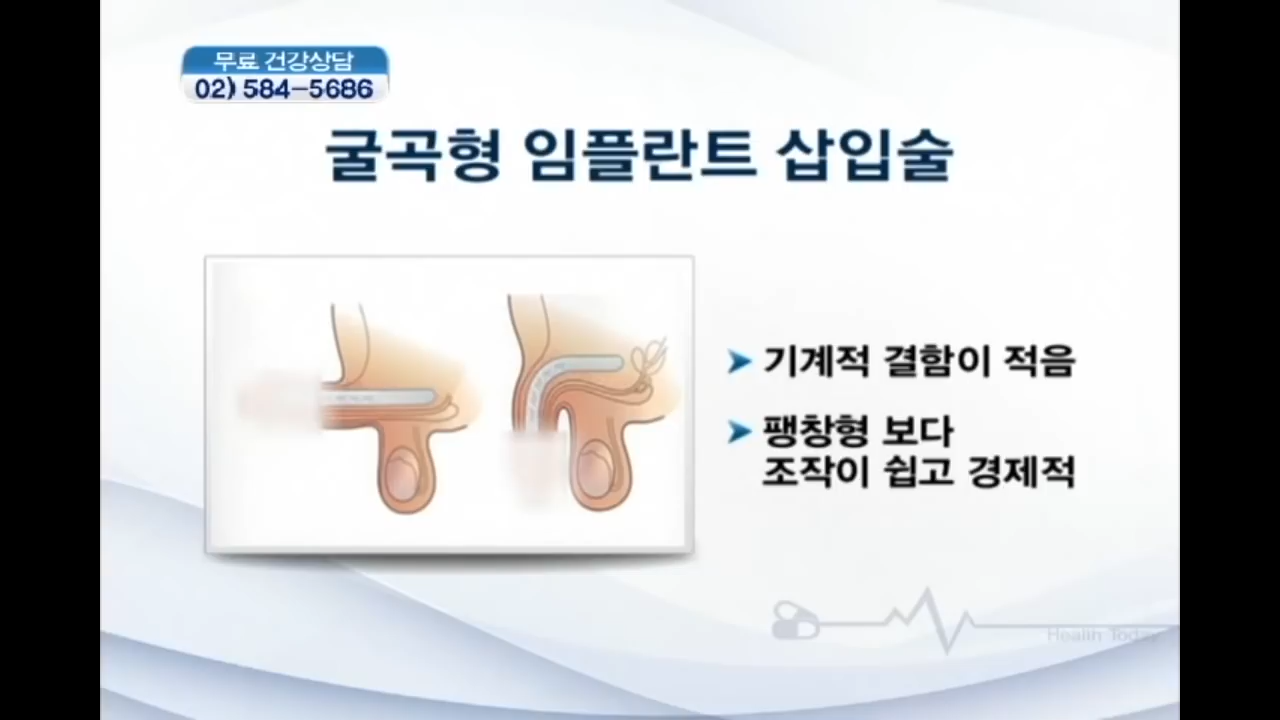 무료 건강상담
02) 584-5686
굴곡형 임플란트 삽입술
기계적 결함이 적음
팽창형 보다
조작이 쉽고 경제적
Health Today